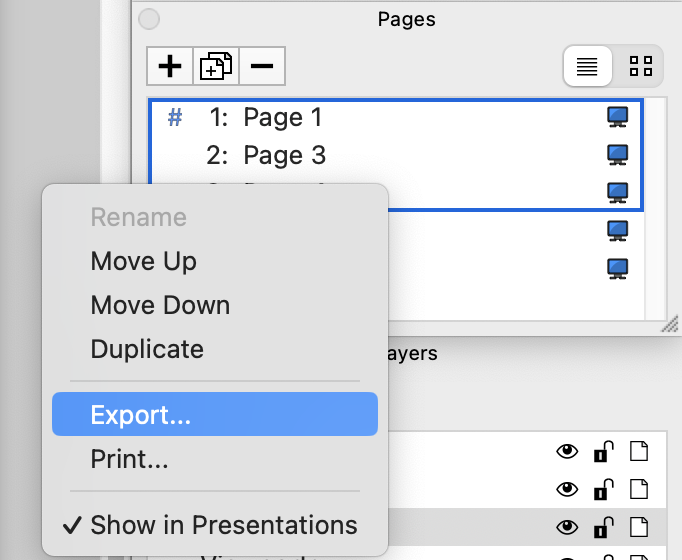 Pages
# 1: Page 1
2: Page 3
Rename
Move Up
Move Down
Duplicate
ayers
Export...
Print...
✓ Show in Presentations